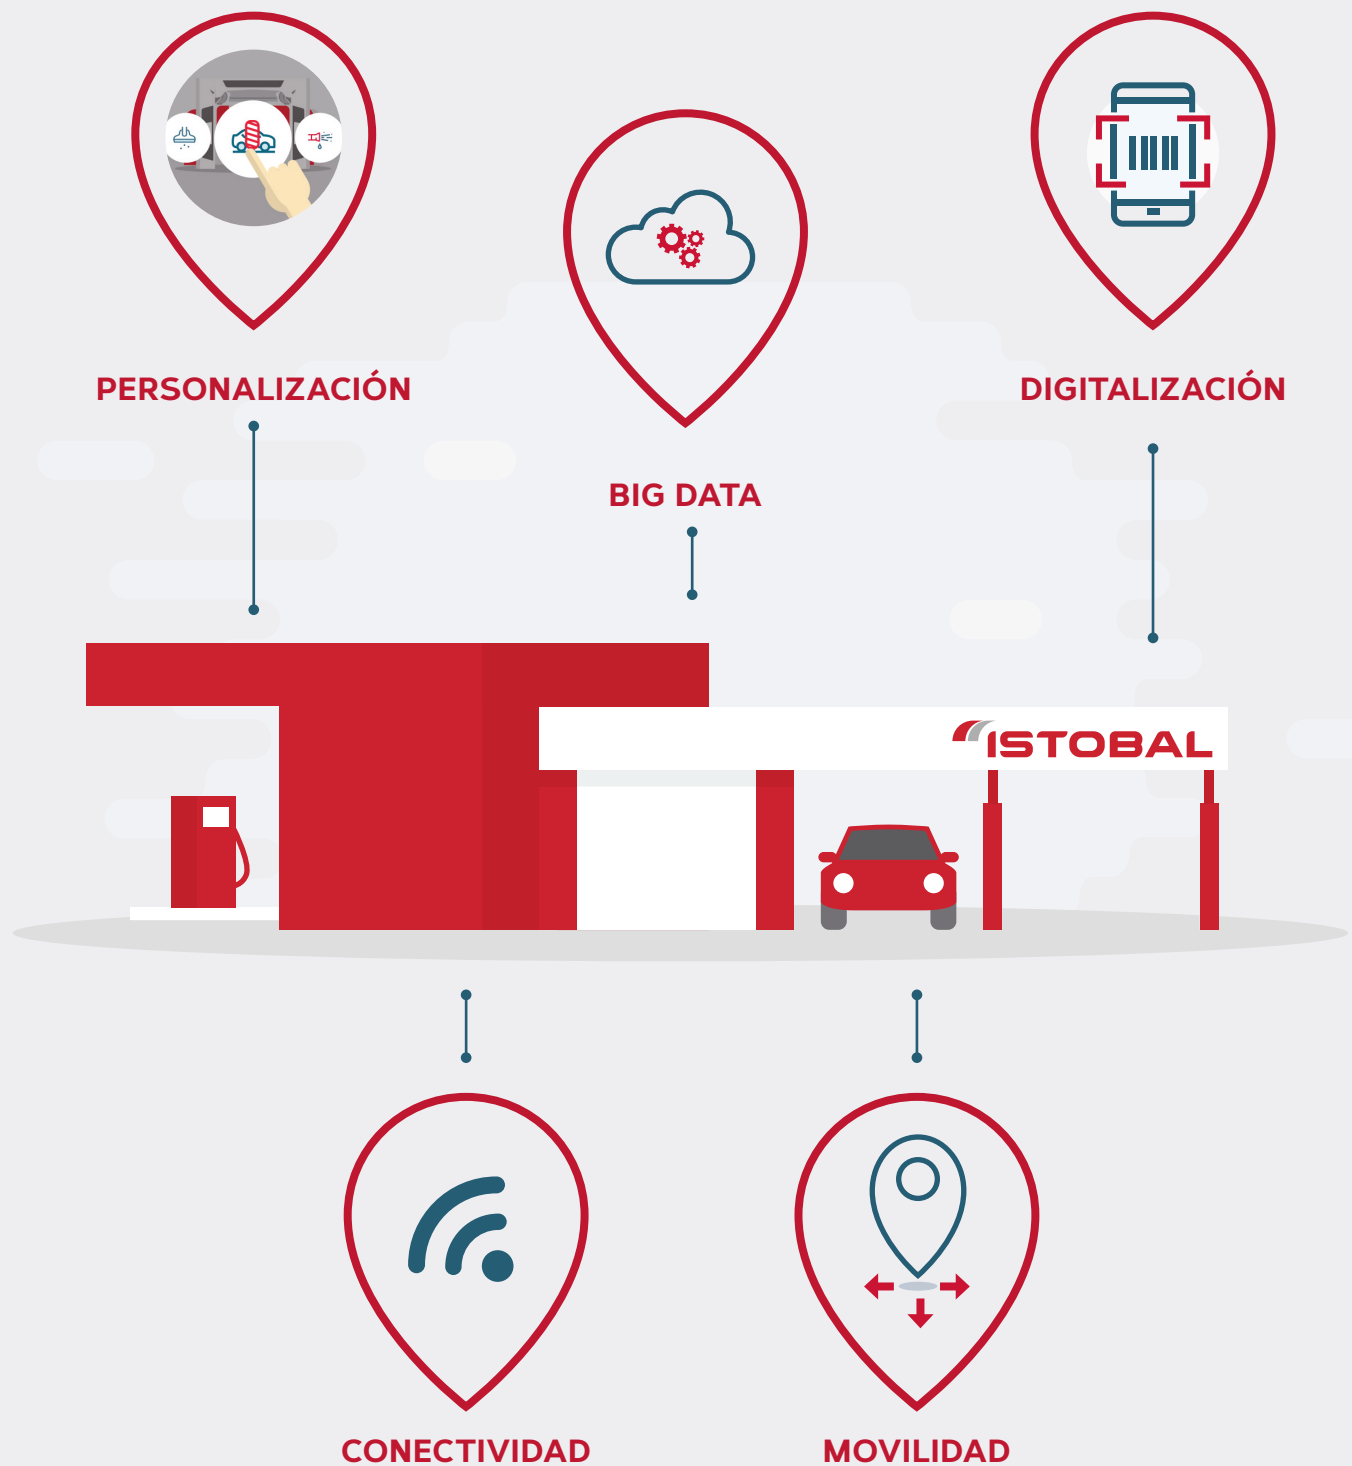 PERSONALIZACIÓN
DIGITALIZACIÓN
BIG DATA
ISTOBAL
CONECTIVIDAD
MOVILIDAD